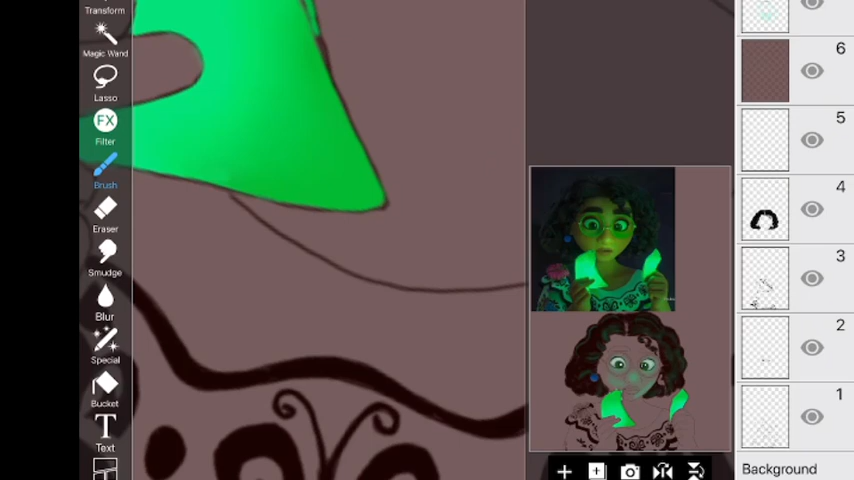 Transform
Magic Wand
Lasso
FX
Filter
Brush
Eraser
Smudge
Blur
Special
Bucket
T
Text
6
5
4
3
2
1
Background